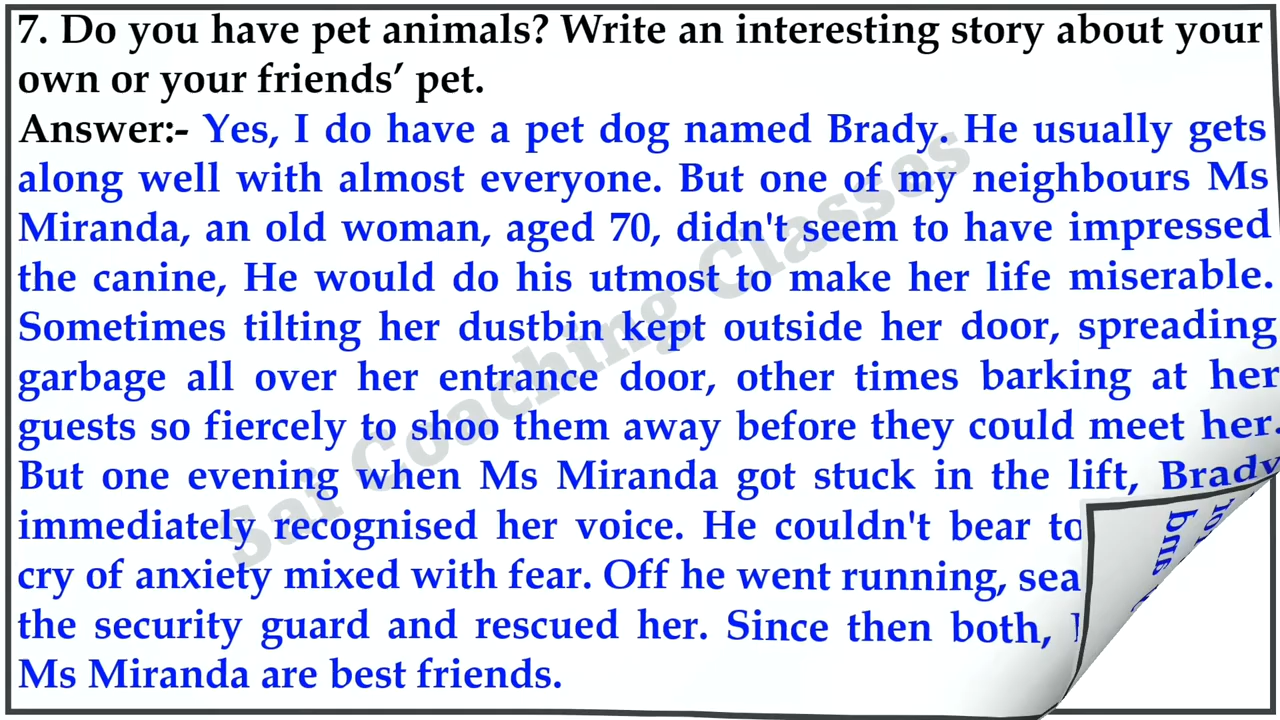 7. Do you have pet animals? Write an interesting story about your
own or your friends’ pet.
Answer:- Yes, I do have a pet dog named Brady. He usually gets
along well with almost everyone. But one of my neighbours Ms
Miranda, an old woman, aged 70, didn't seem to have impressed
the canine, He would do his utmost to make her life miserable.
Sometimes tilting her dustbin kept outside her door, spreading
garbage all over her entrance door, other times barking at her
guests so fiercely to shoo them away before they could meet her.
But one evening when Ms Miranda got stuck in the lift, Brady
immediately recognised her voice. He couldn't bear to
cry of anxiety mixed with fear. Off he went running,
the security guard and rescued her. Since then both,
Ms Miranda are best friends.
Sai Coaching Classes